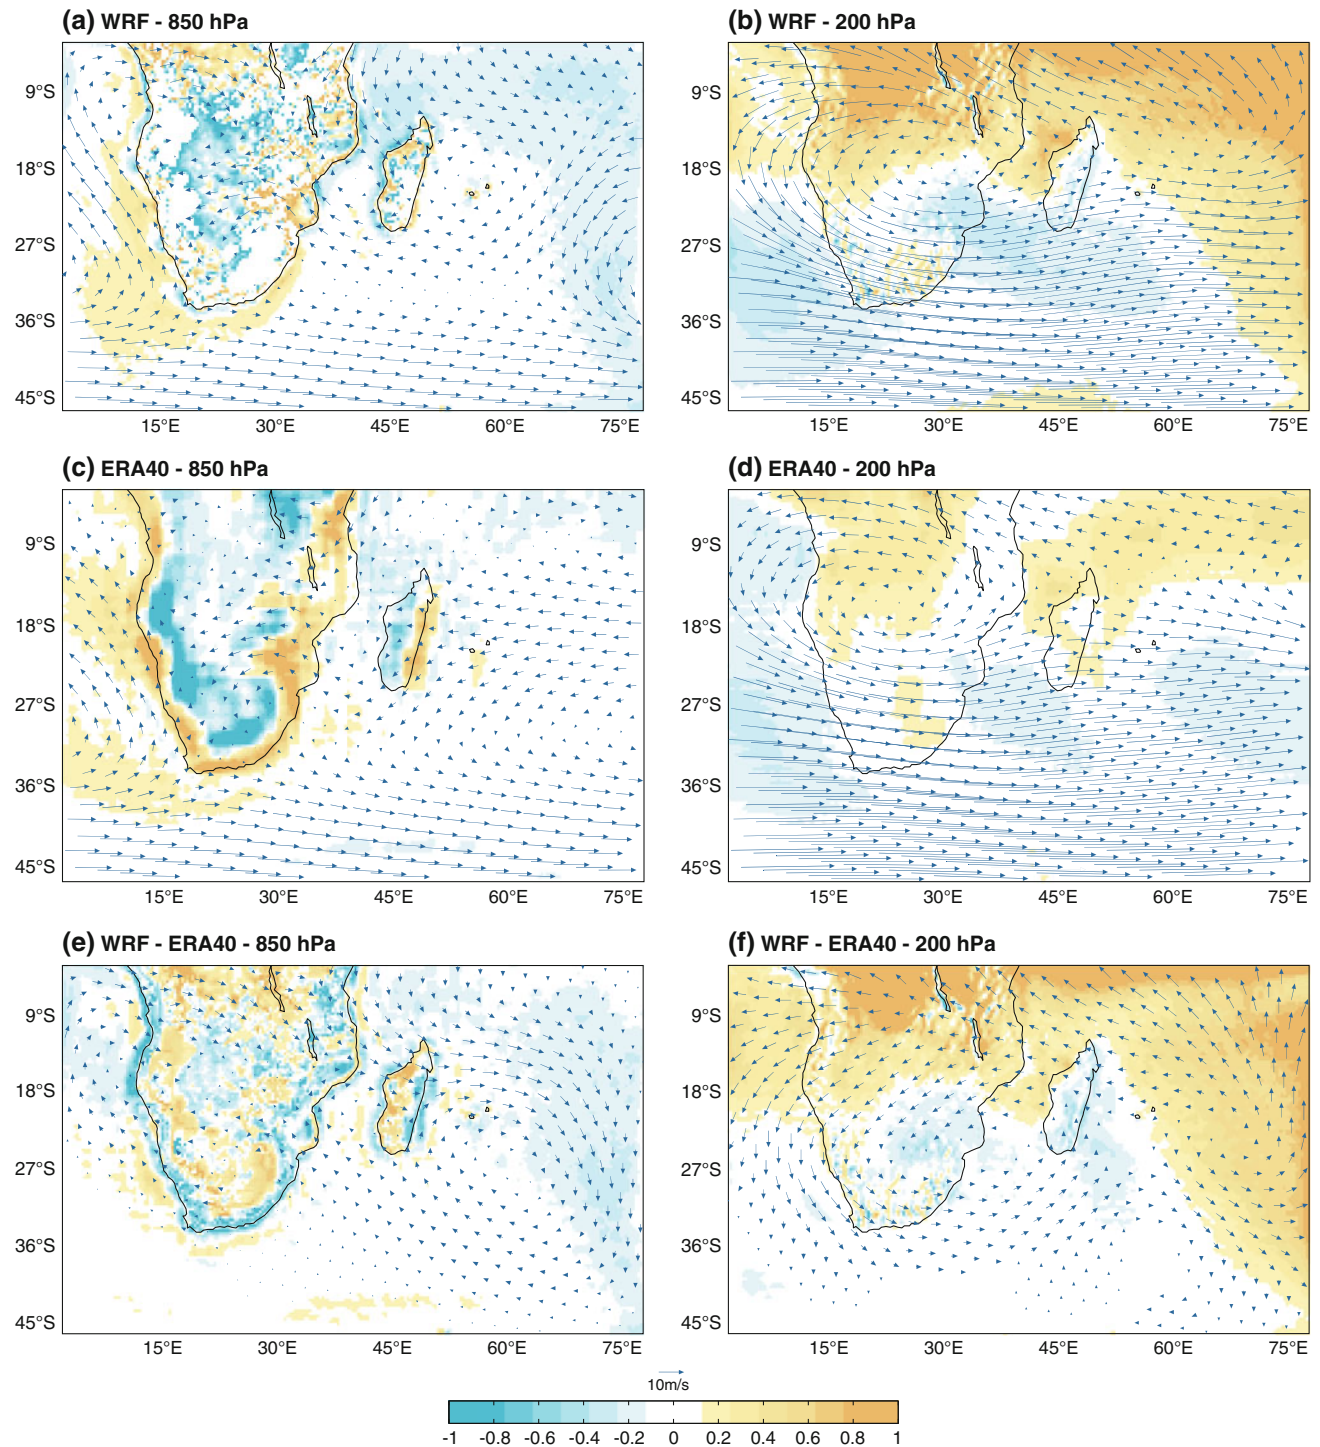 (a) WRF - 850 hPa
(b) WRF - 200 hPa
9°S
18°S
27°S
36°S
45°S
15°E 30°E 45°E 60°E 75°E
9°S
18°S
27°S
36°S
45°S
15°E 30°E 45°E 60°E 75°E
(c) ERA40 - 850 hPa
(d) ERA40 - 200 hPa
9°S
18°S
27°S
36°S
45°S
15°E 30°E 45°E 60°E 75°E
9°S
18°S
27°S
36°S
45°S
15°E 30°E 45°E 60°E 75°E
(e) WRF - ERA40 - 850 hPa
(f) WRF - ERA40 - 200 hPa
9°S
18°S
27°S
36°S
45°S
15°E 30°E 45°E 60°E 75°E
9°S
18°S
27°S
36°S
45°S
15°E 30°E 45°E 60°E 75°E
10m/s
-1 -0.8 -0.6 -0.4 -0.2 0 0.2 0.4 0.6 0.8 1